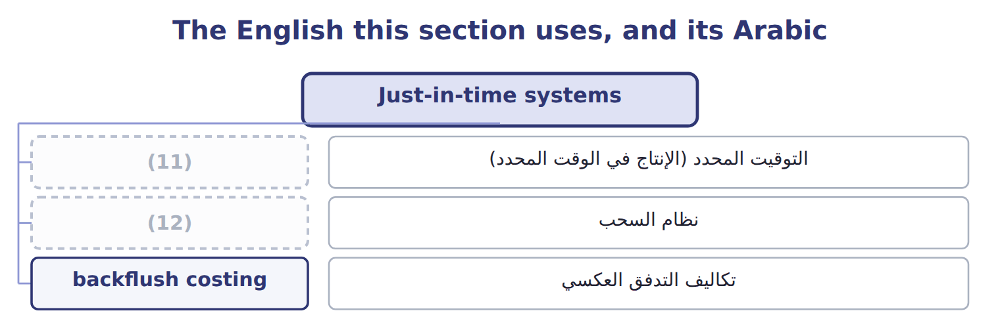 The English this section uses, and its Arabic
Just-in-time systems
(11)
التوقيت المحدد (الإنتاج في الوقت المحدد)
(12)
نظام السحب
backflush costing
تكاليف التدفق العكسي